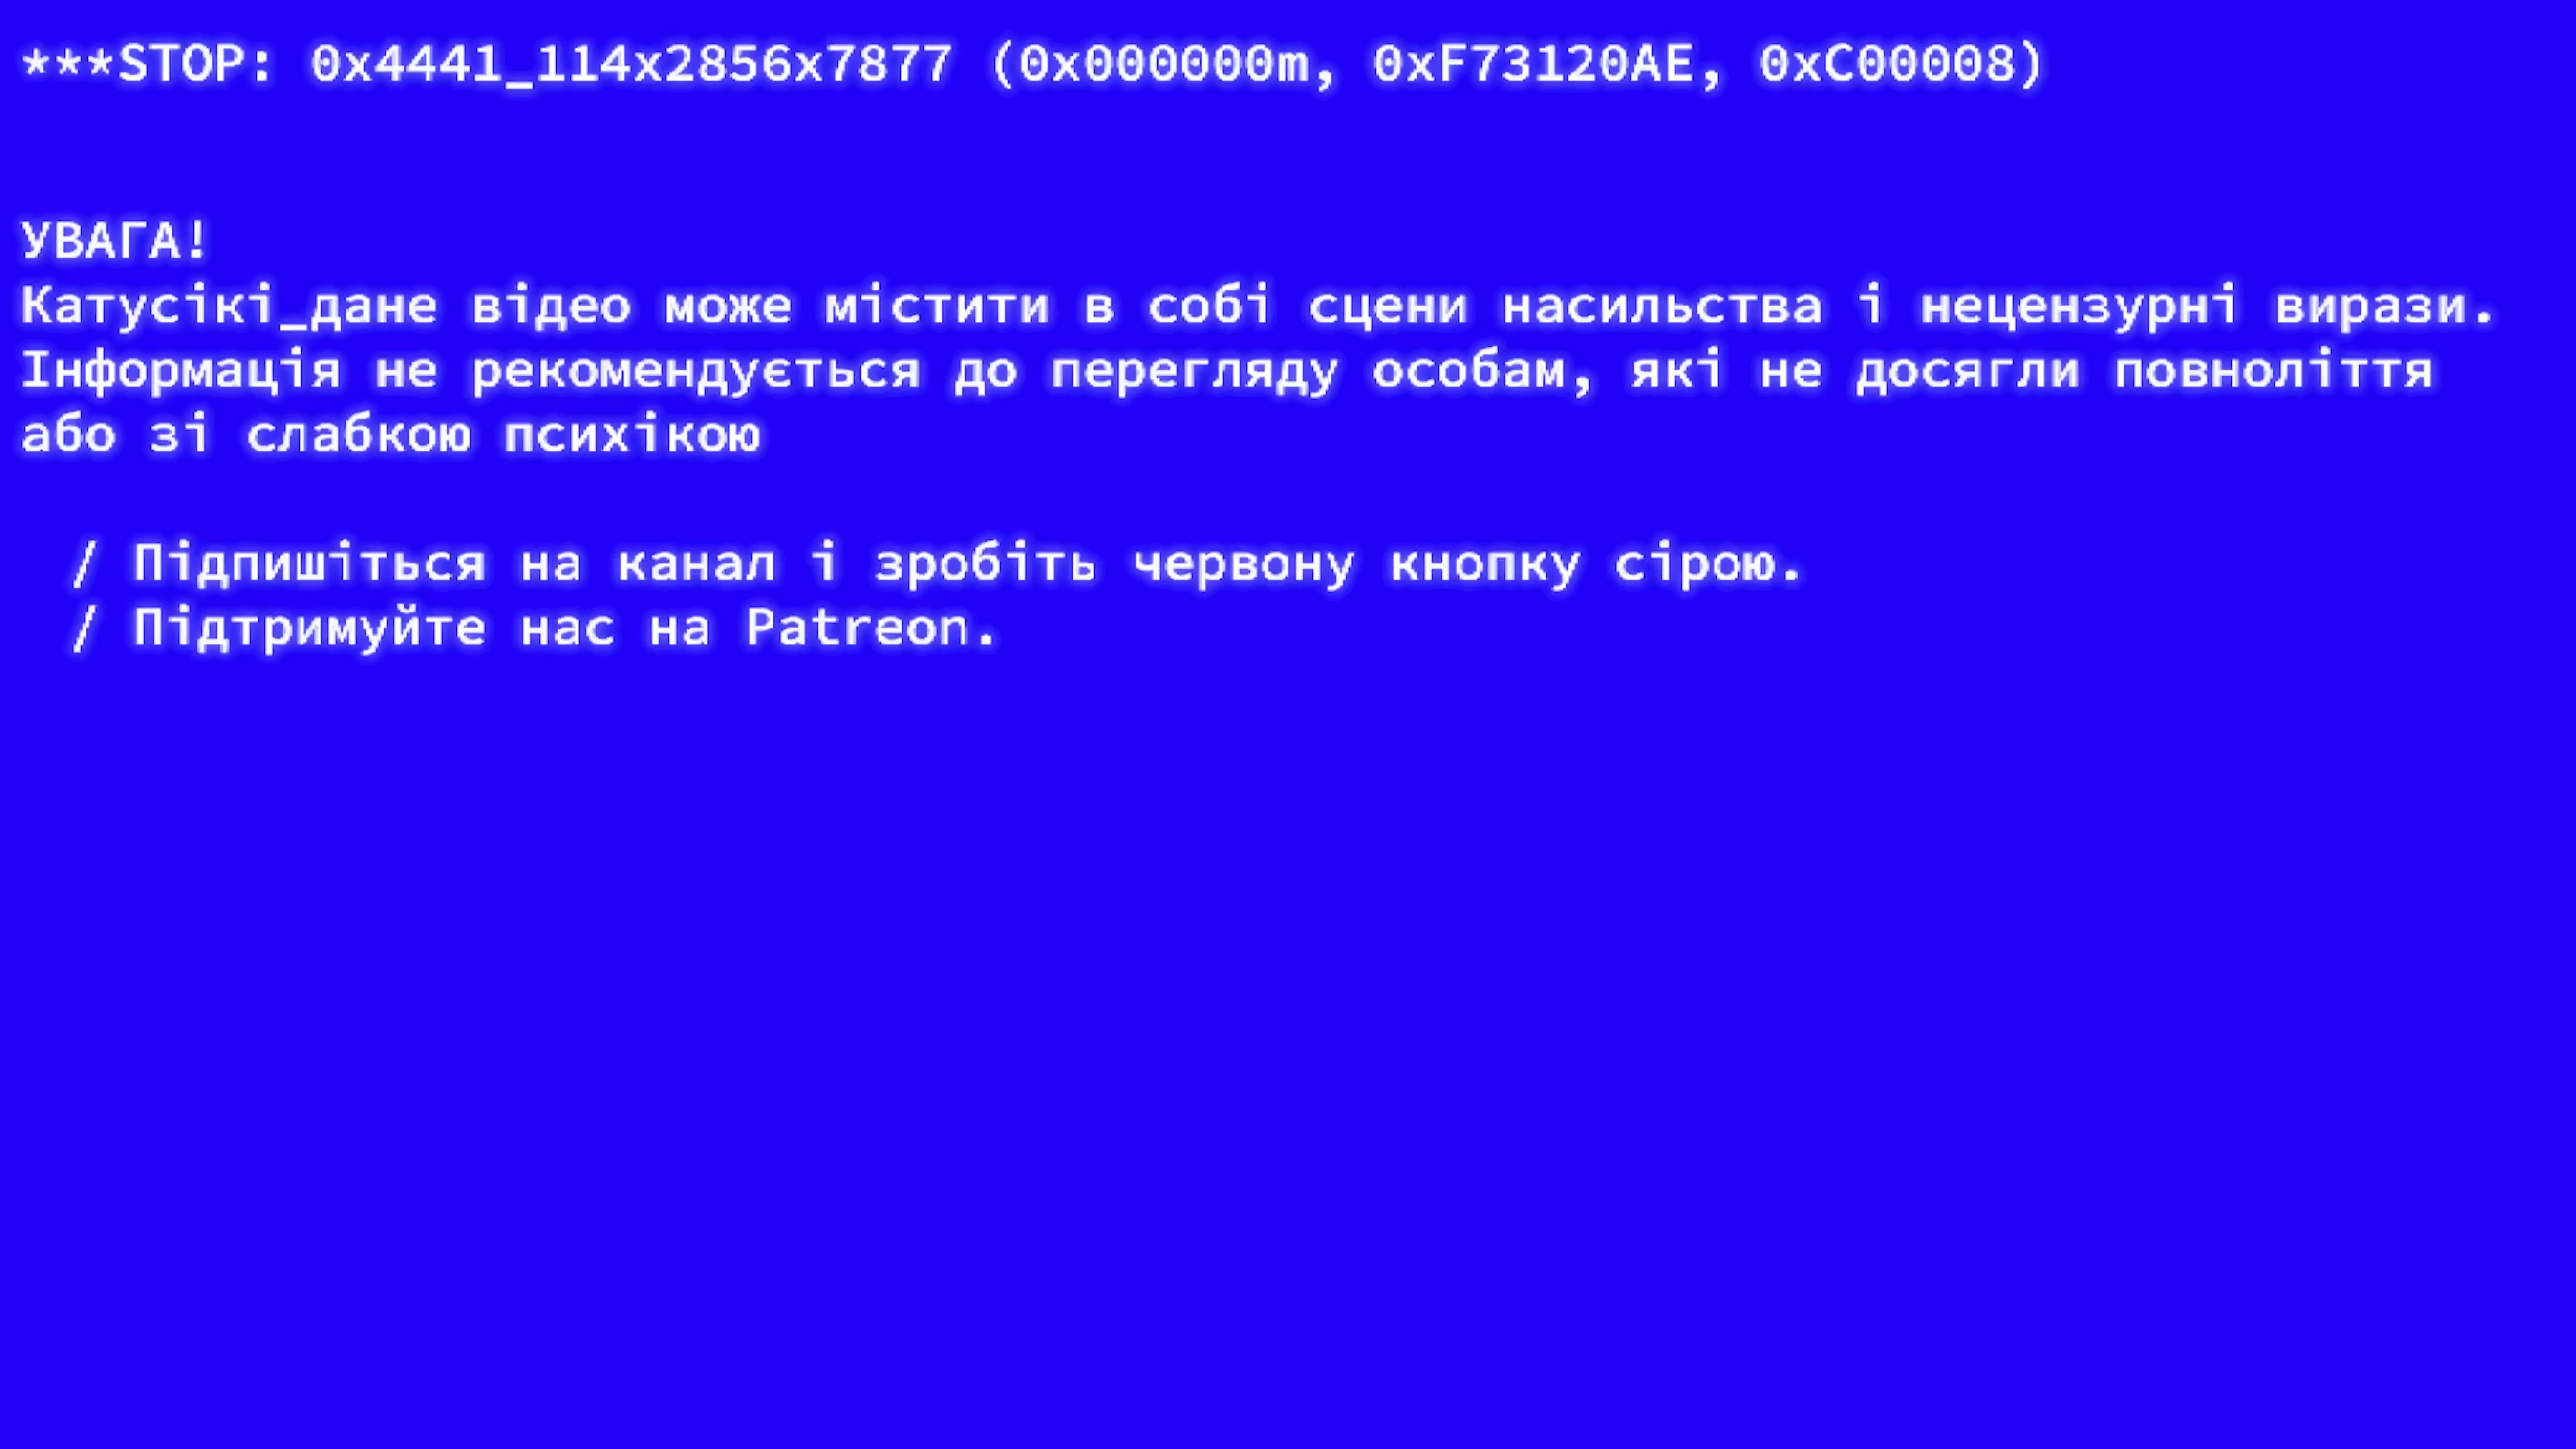 ***STOP: 0x4441_114x2856x7877 (0x000000m, 0xF73120AE, 0xC00008)
УВАГА!
Катусікі_дане відео може містити в собі сцени насильства і нецензурні вирази.
Інформація не рекомендується до перегляду особам, які не досягли повноліття
або зі слабкою психікою
/ Підпишіться на канал і зробіть червону кнопку сірою.
/ Підтримуйте нас на Patreon.